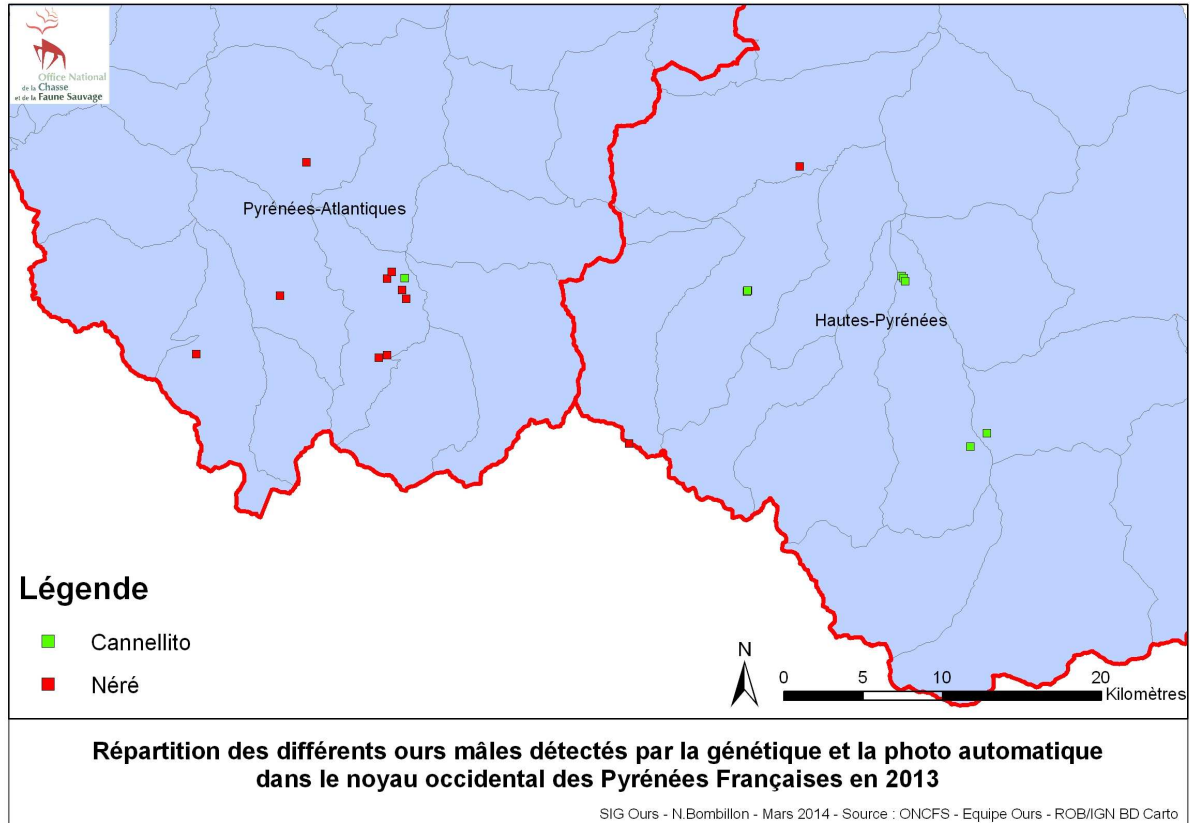 Office National
de la Chasse
et de la Faune Sauvage
Pyrénées-Atlantiques
Hautes-Pyrénées
Légende
Cannellito
Néré
N
0 5 10 20
Kilomètres
Répartition des différents ours mâles détectés par la génétique et la photo automatique
dans le noyau occidental des Pyrénées Françaises en 2013
SIG Ours - N.Bombillon - Mars 2014 - Source : ONCFS - Equipe Ours - ROB/IGN BD Carto